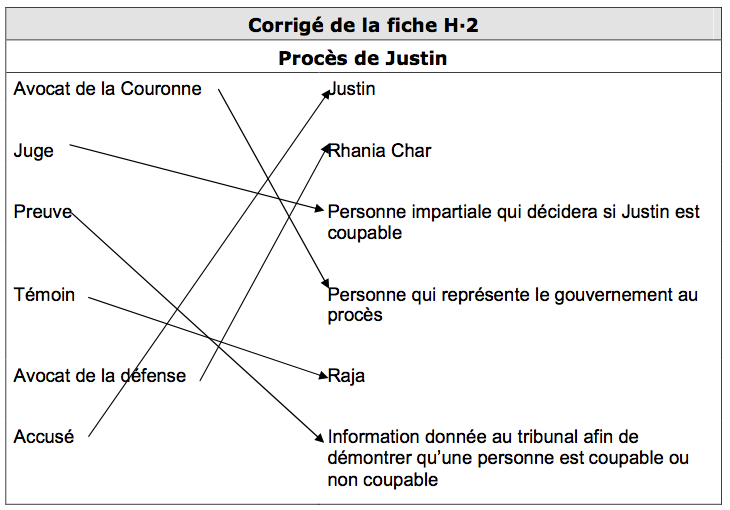 Corrigé de la fiche H·2
Procès de Justin
Avocat de la Couronne
Justin
Juge
Rhania Char
Preuve
Personne impartiale qui décidera si Justin est
coupable
Témoin
Personne qui représente le gouvernement au
procès
Avocat de la défense
Raja
Accusé
Information donnée au tribunal afin de
démontrer qu'une personne est coupable ou
non coupable